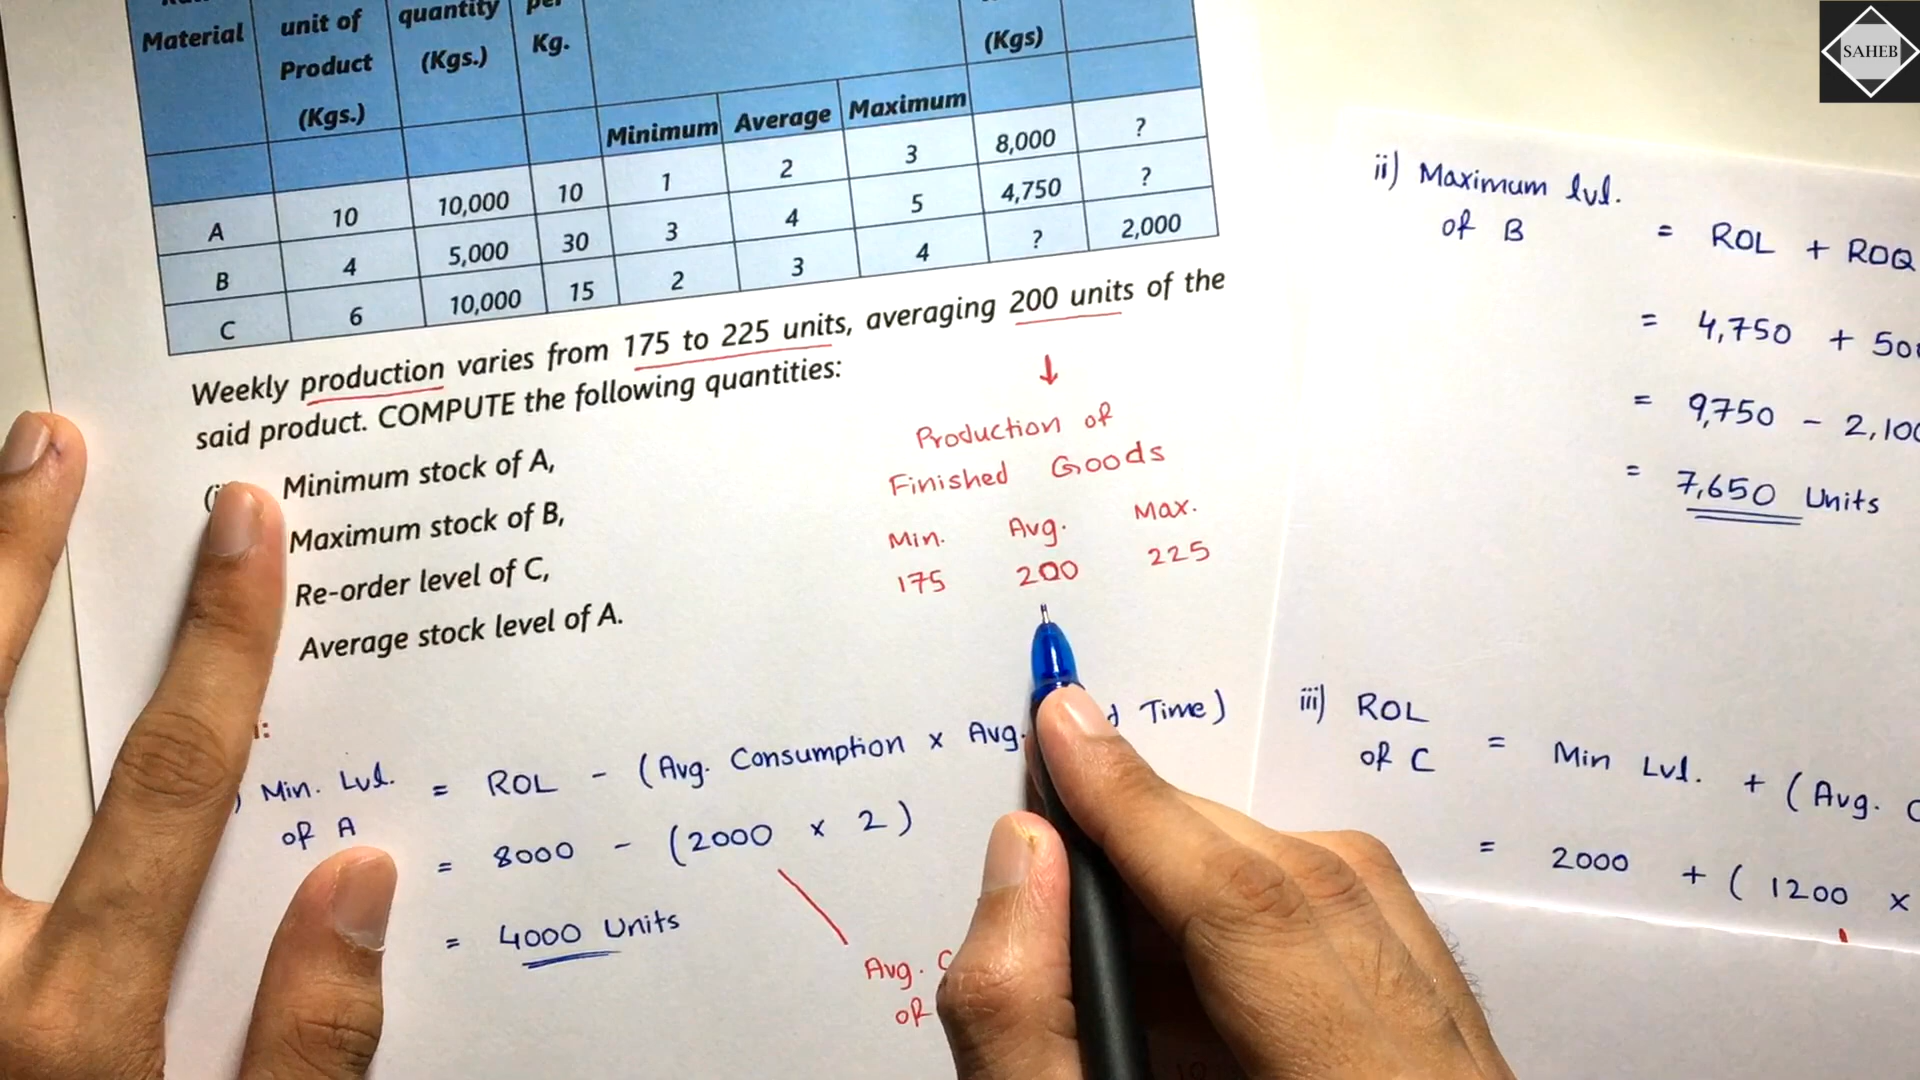 Material
unit of
Product
(Kgs.)
quantity
(Kgs.)
per
Kg.
(Kgs)
Minimum Average Maximum
A 10 10,000 10 1 2 3 8,000 ?
B 4 5,000 30 3 4 5 4,750 ?
C 6 10,000 15 2 3 4 ? 2,000
Weekly production varies from 175 to 225 units, averaging 200 units of the
said product. COMPUTE the following quantities:
Minimum stock of A,
Maximum stock of B,
Re-order level of C,
Average stock level of A.
Production of
Finished Goods
Min. Avg. Max.
175 200 225
Min. Lvl.
of A
= ROL - (Avg. Consumption x Avg. Time)
= 8000 - (2000 x 2)
= 4000 Units
Avg.
of
ii) Maximum lvl.
of B
= ROL + ROQ
= 4,750 +
= 9,750 -
= 7,650 Units
iii) ROL
of C
= Min Lvl. + (Avg.
= 2000 + (1200 x
SAHEB